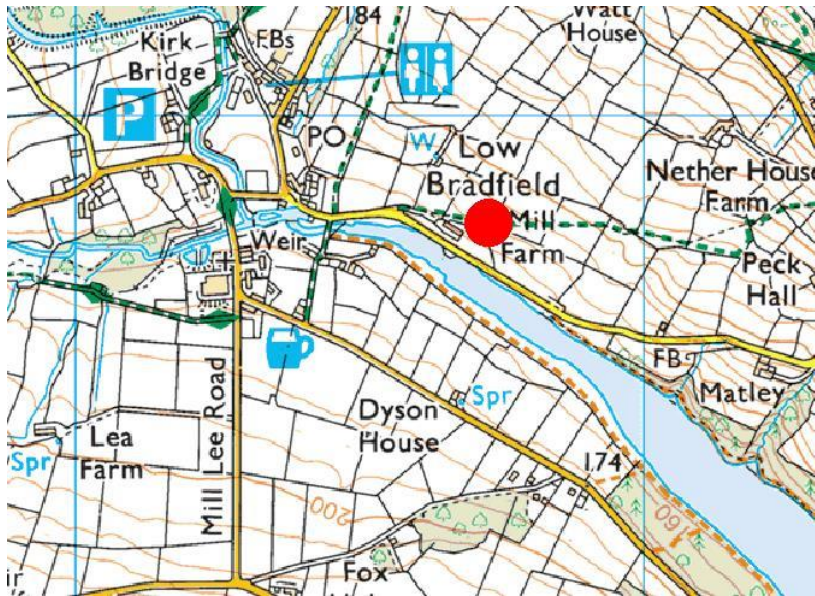 184
Watt
House
Kirk
Bridge
FBs
P
PO
W
Low
Bradfield
Nether House
Farm
Mill
Farm
Weir
Peck
Hall
FB
Matley
Spr
Dyson
House
Mill Lee Road
Lea
Farm
Spr
174
200
160
Fox